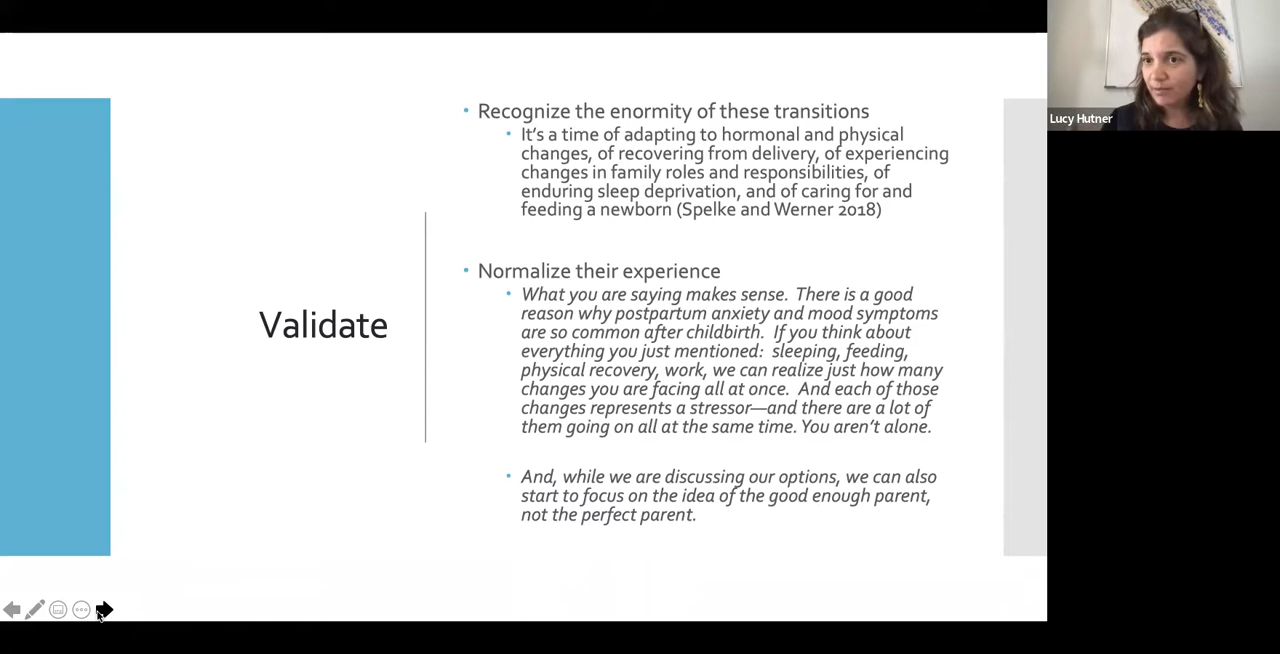 Validate
Recognize the enormity of these transitions
It's a time of adapting to hormonal and physical
changes, of recovering from delivery, of experiencing
changes in family roles and responsibilities, of
enduring sleep deprivation, and of caring for and
feeding a newborn (Spelke and Werner 2018)
Normalize their experience
What you are saying makes sense. There is a good
reason why postpartum anxiety and mood symptoms
are so common after childbirth. If you think about
everything you just mentioned: sleeping, feeding,
physical recovery, work, we can realize just how many
changes you are facing all at once. And each of those
changes represents a stressor—and there are a lot of
them going on all at the same time. You aren't alone.
And, while we are discussing our options, we can also
start to focus on the idea of the good enough parent,
not the perfect parent.
Lucy Hutner